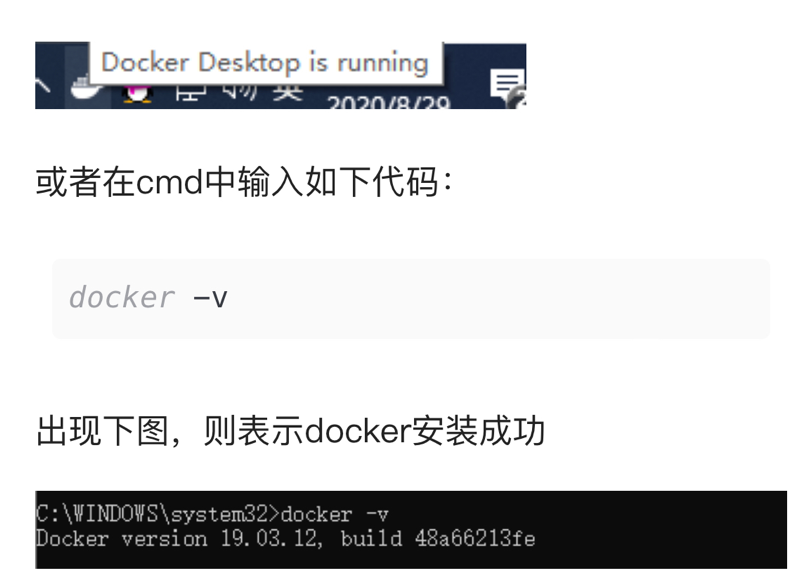 Docker Desktop is running
英
2020/8/29
2
或者在cmd中输入如下代码：
docker -v
出现下图，则表示docker安装成功
C:\WINDOWS\system32>docker -v
Docker version 19.03.12, build 48a66213fe